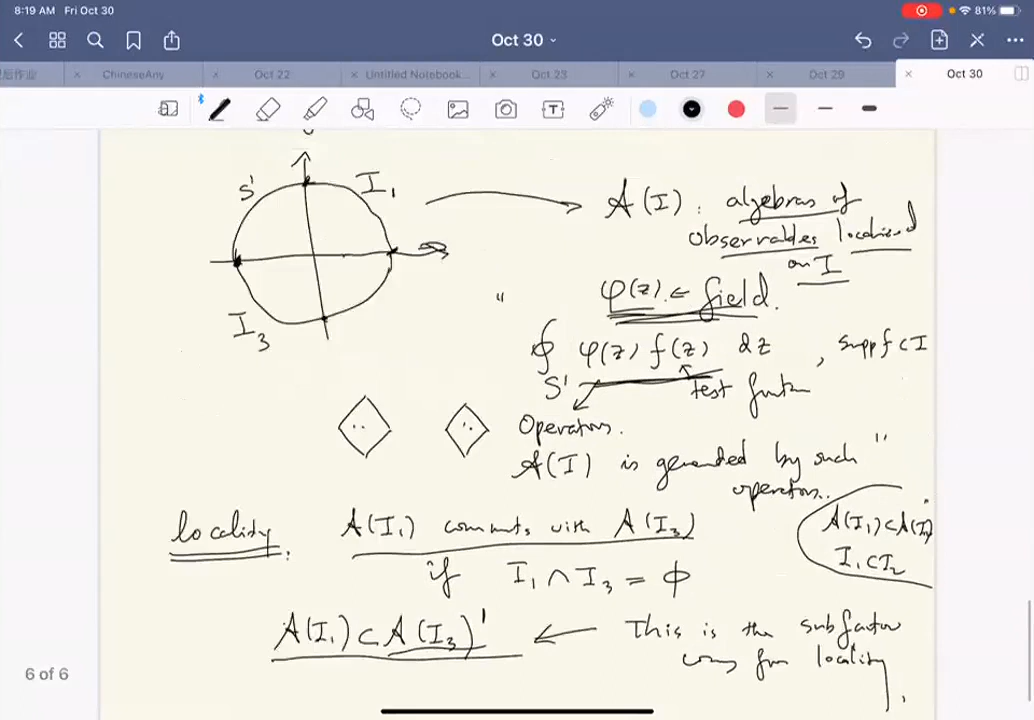 8:19 AM Fri Oct 30
81%
Oct 30
ChineseAny
Oct 22
Untitled Notebook...
Oct 23
Oct 27
Oct 29
Oct 30
S¹ I₁
I₃
A(I) : algebras of
observables localized
on I
φ(z) ← field.
"
∮ φ(z) f(z) dz , supp f ⊂ I
S¹
test
Operators.
A(I) is generated by such "
operators..
locality: A(I₁) commuts with A(I₃)
if I₁ ∩ I₃ = ϕ
A(I₁) ⊂ A(I₂)
I₁ ⊂ I₂
A(I₁) ⊂ A(I₃)' ← This is the subfactor
from locality.
6 of 6